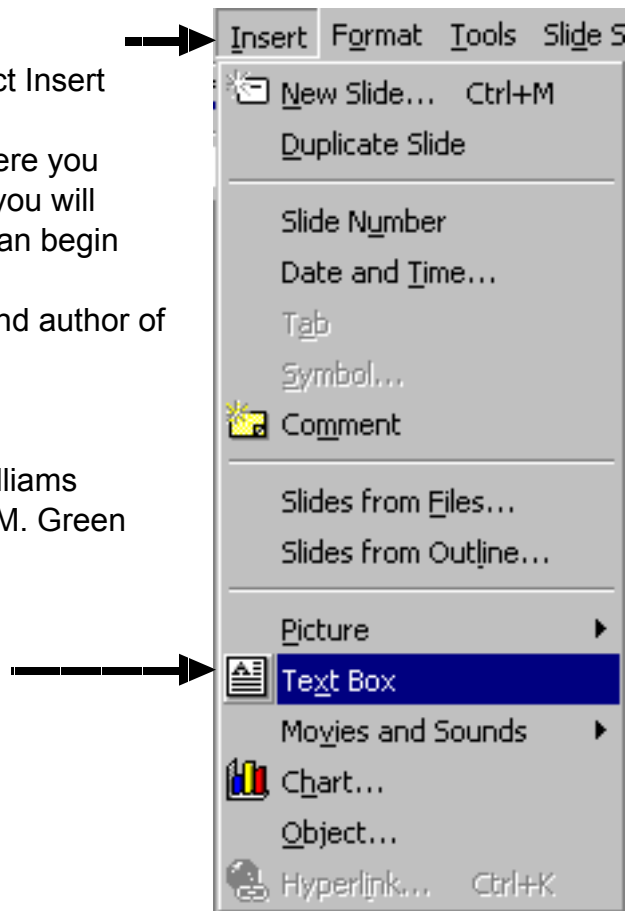 Insert Format Tools Slide S
ct Insert
ere you
you will
an begin
nd author of
lliams
M. Green
New Slide... Ctrl+M
Duplicate Slide
Slide Number
Date and Time...
Tab
Symbol...
Comment
Slides from Files...
Slides from Outline...
Picture
Text Box
Movies and Sounds
Chart...
Object...
Hyperlink... Ctrl+K